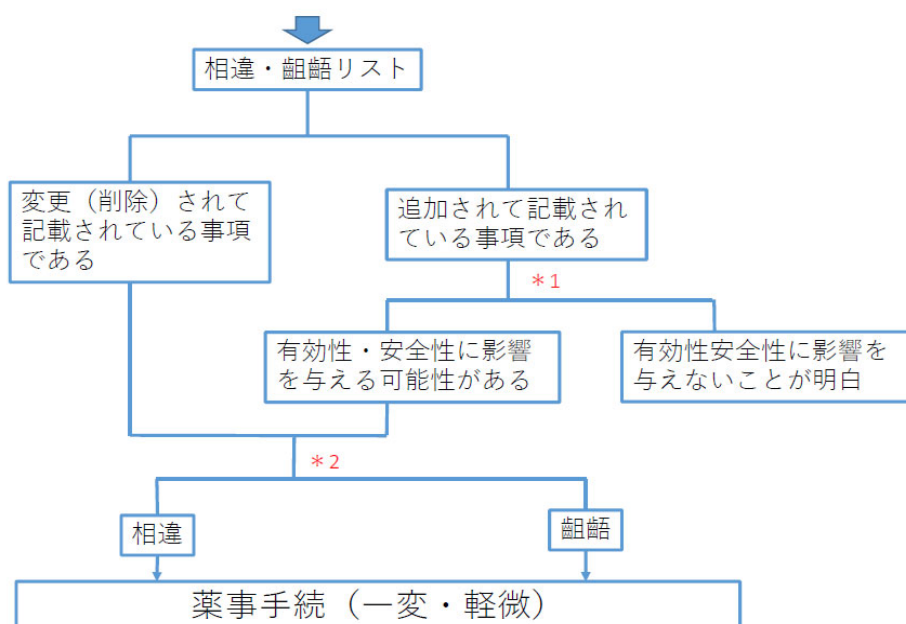 相違・齟齬リスト
変更（削除）されて
記載されている事項
である
追加されて記載され
ている事項である
＊1
有効性・安全性に影響
を与える可能性がある
有効性安全性に影響を
与えないことが明白
＊2
相違
齟齬
薬事手続（一変・軽微）